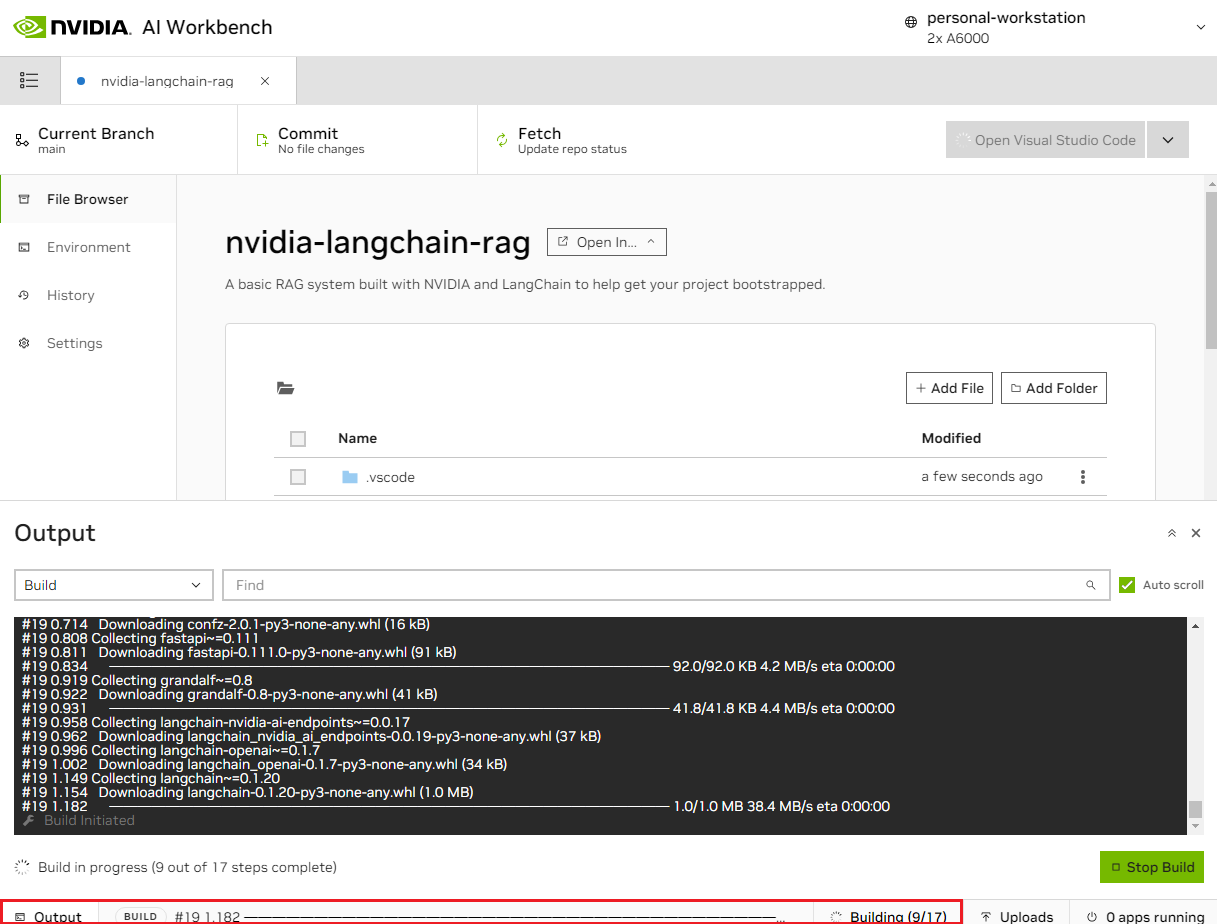 NVIDIA. AI Workbench
personal-workstation
2x A6000
nvidia-langchain-rag
Current Branch
main
Commit
No file changes
Fetch
Update repo status
Open Visual Studio Code
File Browser
Environment
History
Settings
nvidia-langchain-rag
Open In...
A basic RAG system built with NVIDIA and LangChain to help get your project bootstrapped.
+ Add File
Add Folder
Name Modified
.vscode a few seconds ago
Output
Build
Find
Auto scroll
#19 0.714 Downloading confz-2.0.1-py3-none-any.whl (16 kB)
#19 0.808 Collecting fastapi~=0.111
#19 0.811 Downloading fastapi-0.111.0-py3-none-any.whl (91 kB)
#19 0.834 ━━━━━━━━━━━━━━━━━━━━ 92.0/92.0 KB 4.2 MB/s eta 0:00:00
#19 0.919 Collecting grandalf~=0.8
#19 0.922 Downloading grandalf-0.8-py3-none-any.whl (41 kB)
#19 0.931 ━━━━━━━━━━━━━━━━━━━━ 41.8/41.8 KB 4.4 MB/s eta 0:00:00
#19 0.958 Collecting langchain-nvidia-ai-endpoints~=0.0.17
#19 0.962 Downloading langchain_nvidia_ai_endpoints-0.0.19-py3-none-any.whl (37 kB)
#19 0.996 Collecting langchain-openai~=0.1.7
#19 1.002 Downloading langchain_openai-0.1.7-py3-none-any.whl (34 kB)
#19 1.149 Collecting langchain~=0.1.20
#19 1.154 Downloading langchain-0.1.20-py3-none-any.whl (1.0 MB)
#19 1.182 ━━━━━━━━━━━━━━━━━━━━ 1.0/1.0 MB 38.4 MB/s eta 0:00:00
Build Initiated
Build in progress (9 out of 17 steps complete)
Stop Build
Output
BUILD #19 1.182 ━━━━━━━━━━━━━━━━━━━━...
Building (9/17)
Uploads
0 apps running